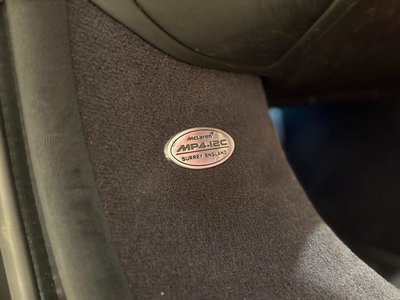 McLaren
MP4-12C
SURREY, ENGLAND